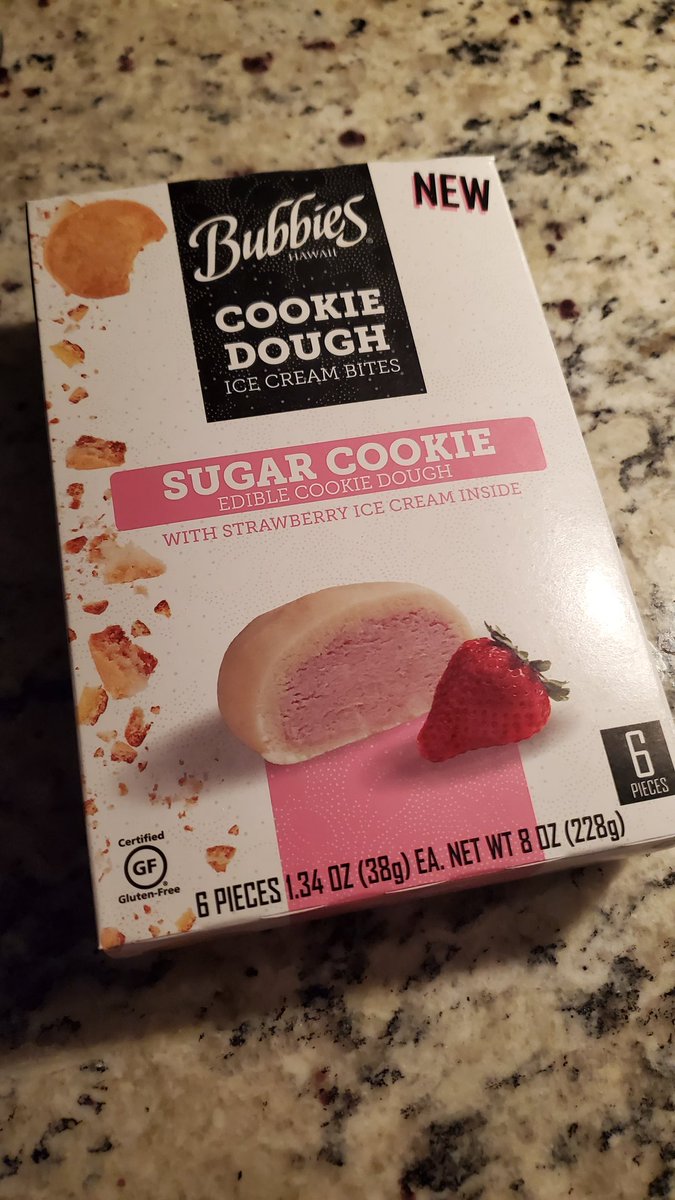 NEW
Bubbies®
HAWAII
COOKIE
DOUGH
ICE CREAM BITES
SUGAR COOKIE
EDIBLE COOKIE DOUGH
WITH STRAWBERRY ICE CREAM INSIDE
6
PIECES
Certified
GF®
Gluten-Free
6 PIECES 1.34 OZ (38g) EA. NET WT 8 OZ (228g)